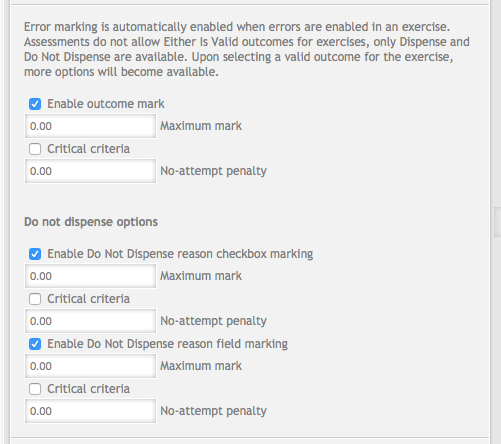 Error marking is automatically enabled when errors are enabled in an exercise.
Assessments do not allow Either Is Valid outcomes for exercises, only Dispense and
Do Not Dispense are available. Upon selecting a valid outcome for the exercise,
more options will become available.
Enable outcome mark
0.00 Maximum mark
Critical criteria
0.00 No-attempt penalty
Do not dispense options
Enable Do Not Dispense reason checkbox marking
0.00 Maximum mark
Critical criteria
0.00 No-attempt penalty
Enable Do Not Dispense reason field marking
0.00 Maximum mark
Critical criteria
0.00 No-attempt penalty